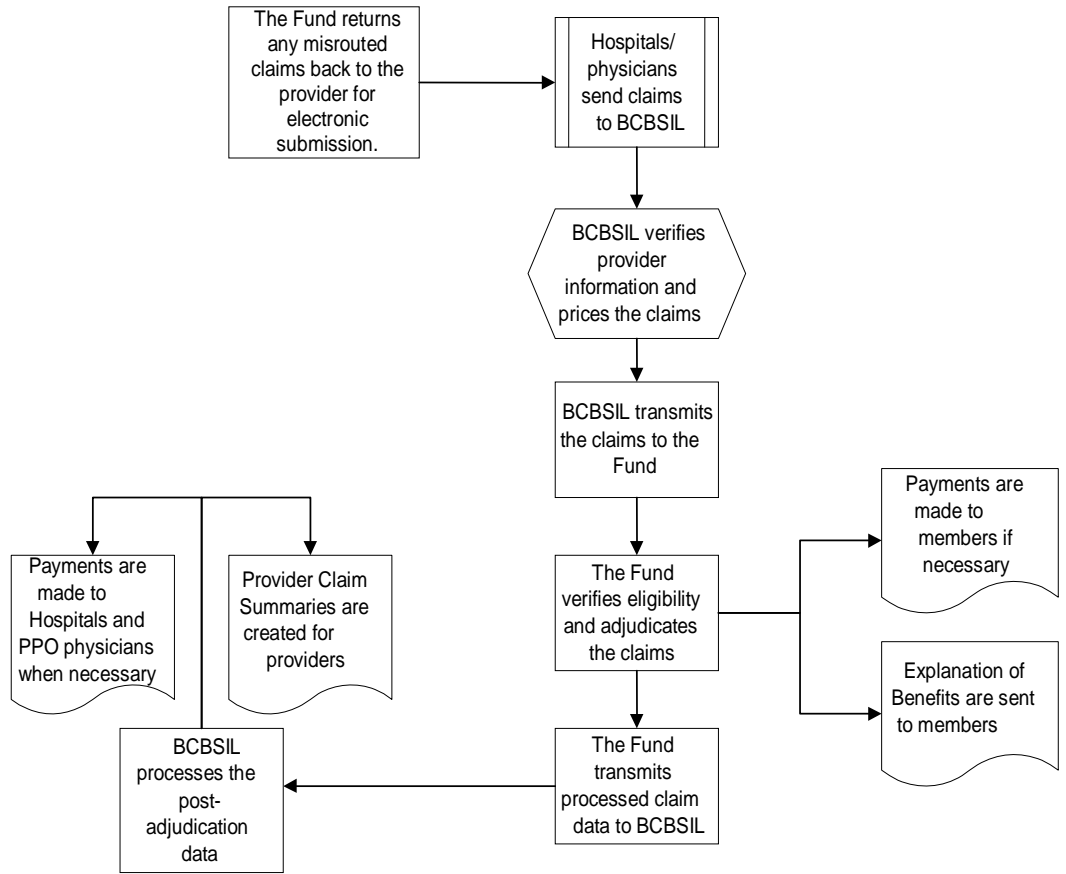 The Fund returns
any misrouted
claims back to the
provider for
electronic
submission.
Hospitals/
physicians
send claims
to BCBSIL
BCBSIL verifies
provider
information and
prices the claims
BCBSIL transmits
the claims to the
Fund
Payments are
made to
members if
necessary
Payments are
made to
Hospitals and
PPO physicians
when necessary
Provider Claim
Summaries are
created for
providers
The Fund
verifies eligibility
and adjudicates
the claims
Explanation of
Benefits are sent
to members
BCBSIL
processes the
post-
adjudication
data
The Fund
transmits
processed claim
data to BCBSIL